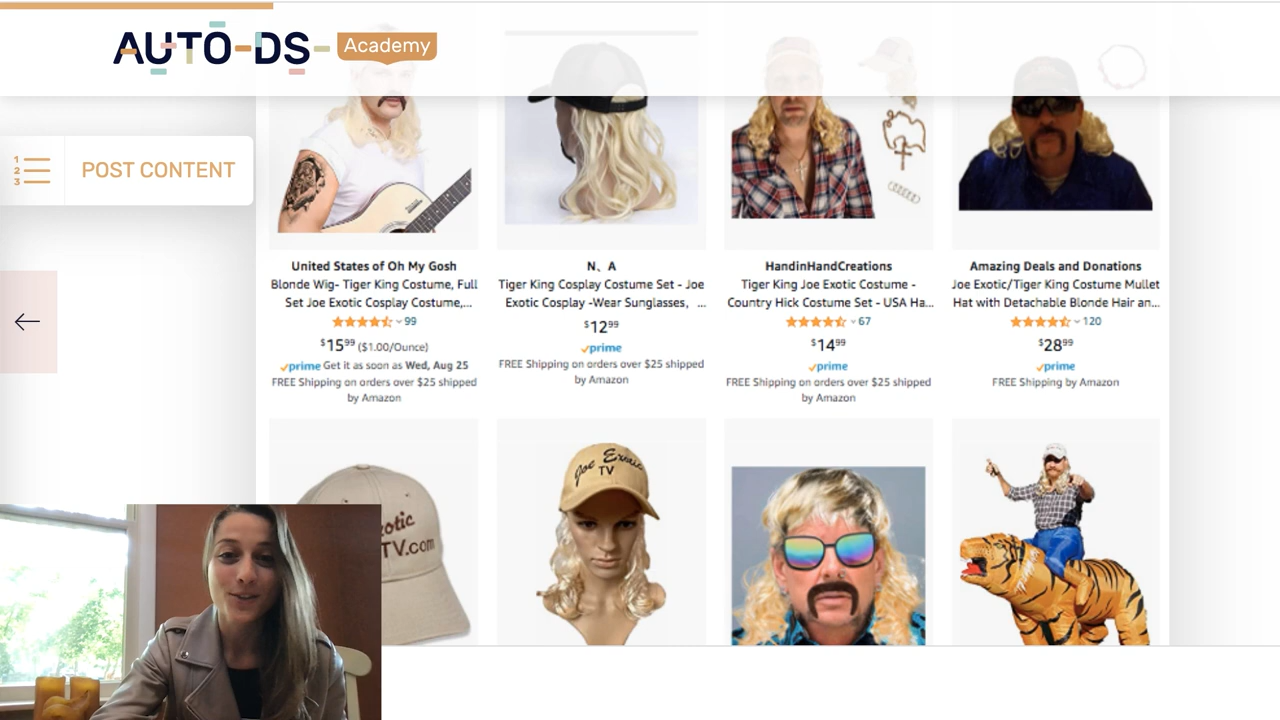 AUTO-DS-
Academy
1
2
3
POST CONTENT
United States of Oh My Gosh
Blonde Wig- Tiger King Costume, Full
Set Joe Exotic Cosplay Costume,...
99
$15.99 ($1.00/Ounce)
prime Get it as soon as Wed, Aug 25
FREE Shipping on orders over $25 shipped
by Amazon
N、A
Tiger King Cosplay Costume Set - Joe
Exotic Cosplay -Wear Sunglasses, ...
$12.99
prime
FREE Shipping on orders over $25 shipped
by Amazon
HandinHandCreations
Tiger King Joe Exotic Costume -
Country Hick Costume Set - USA Ha...
67
$14.99
prime
FREE Shipping on orders over $25 shipped
by Amazon
Amazing Deals and Donations
Joe Exotic/Tiger King Costume Mullet
Hat with Detachable Blonde Hair an...
120
$28.99
prime
FREE Shipping by Amazon
xotic
TV.com
Joe Exotic
TV